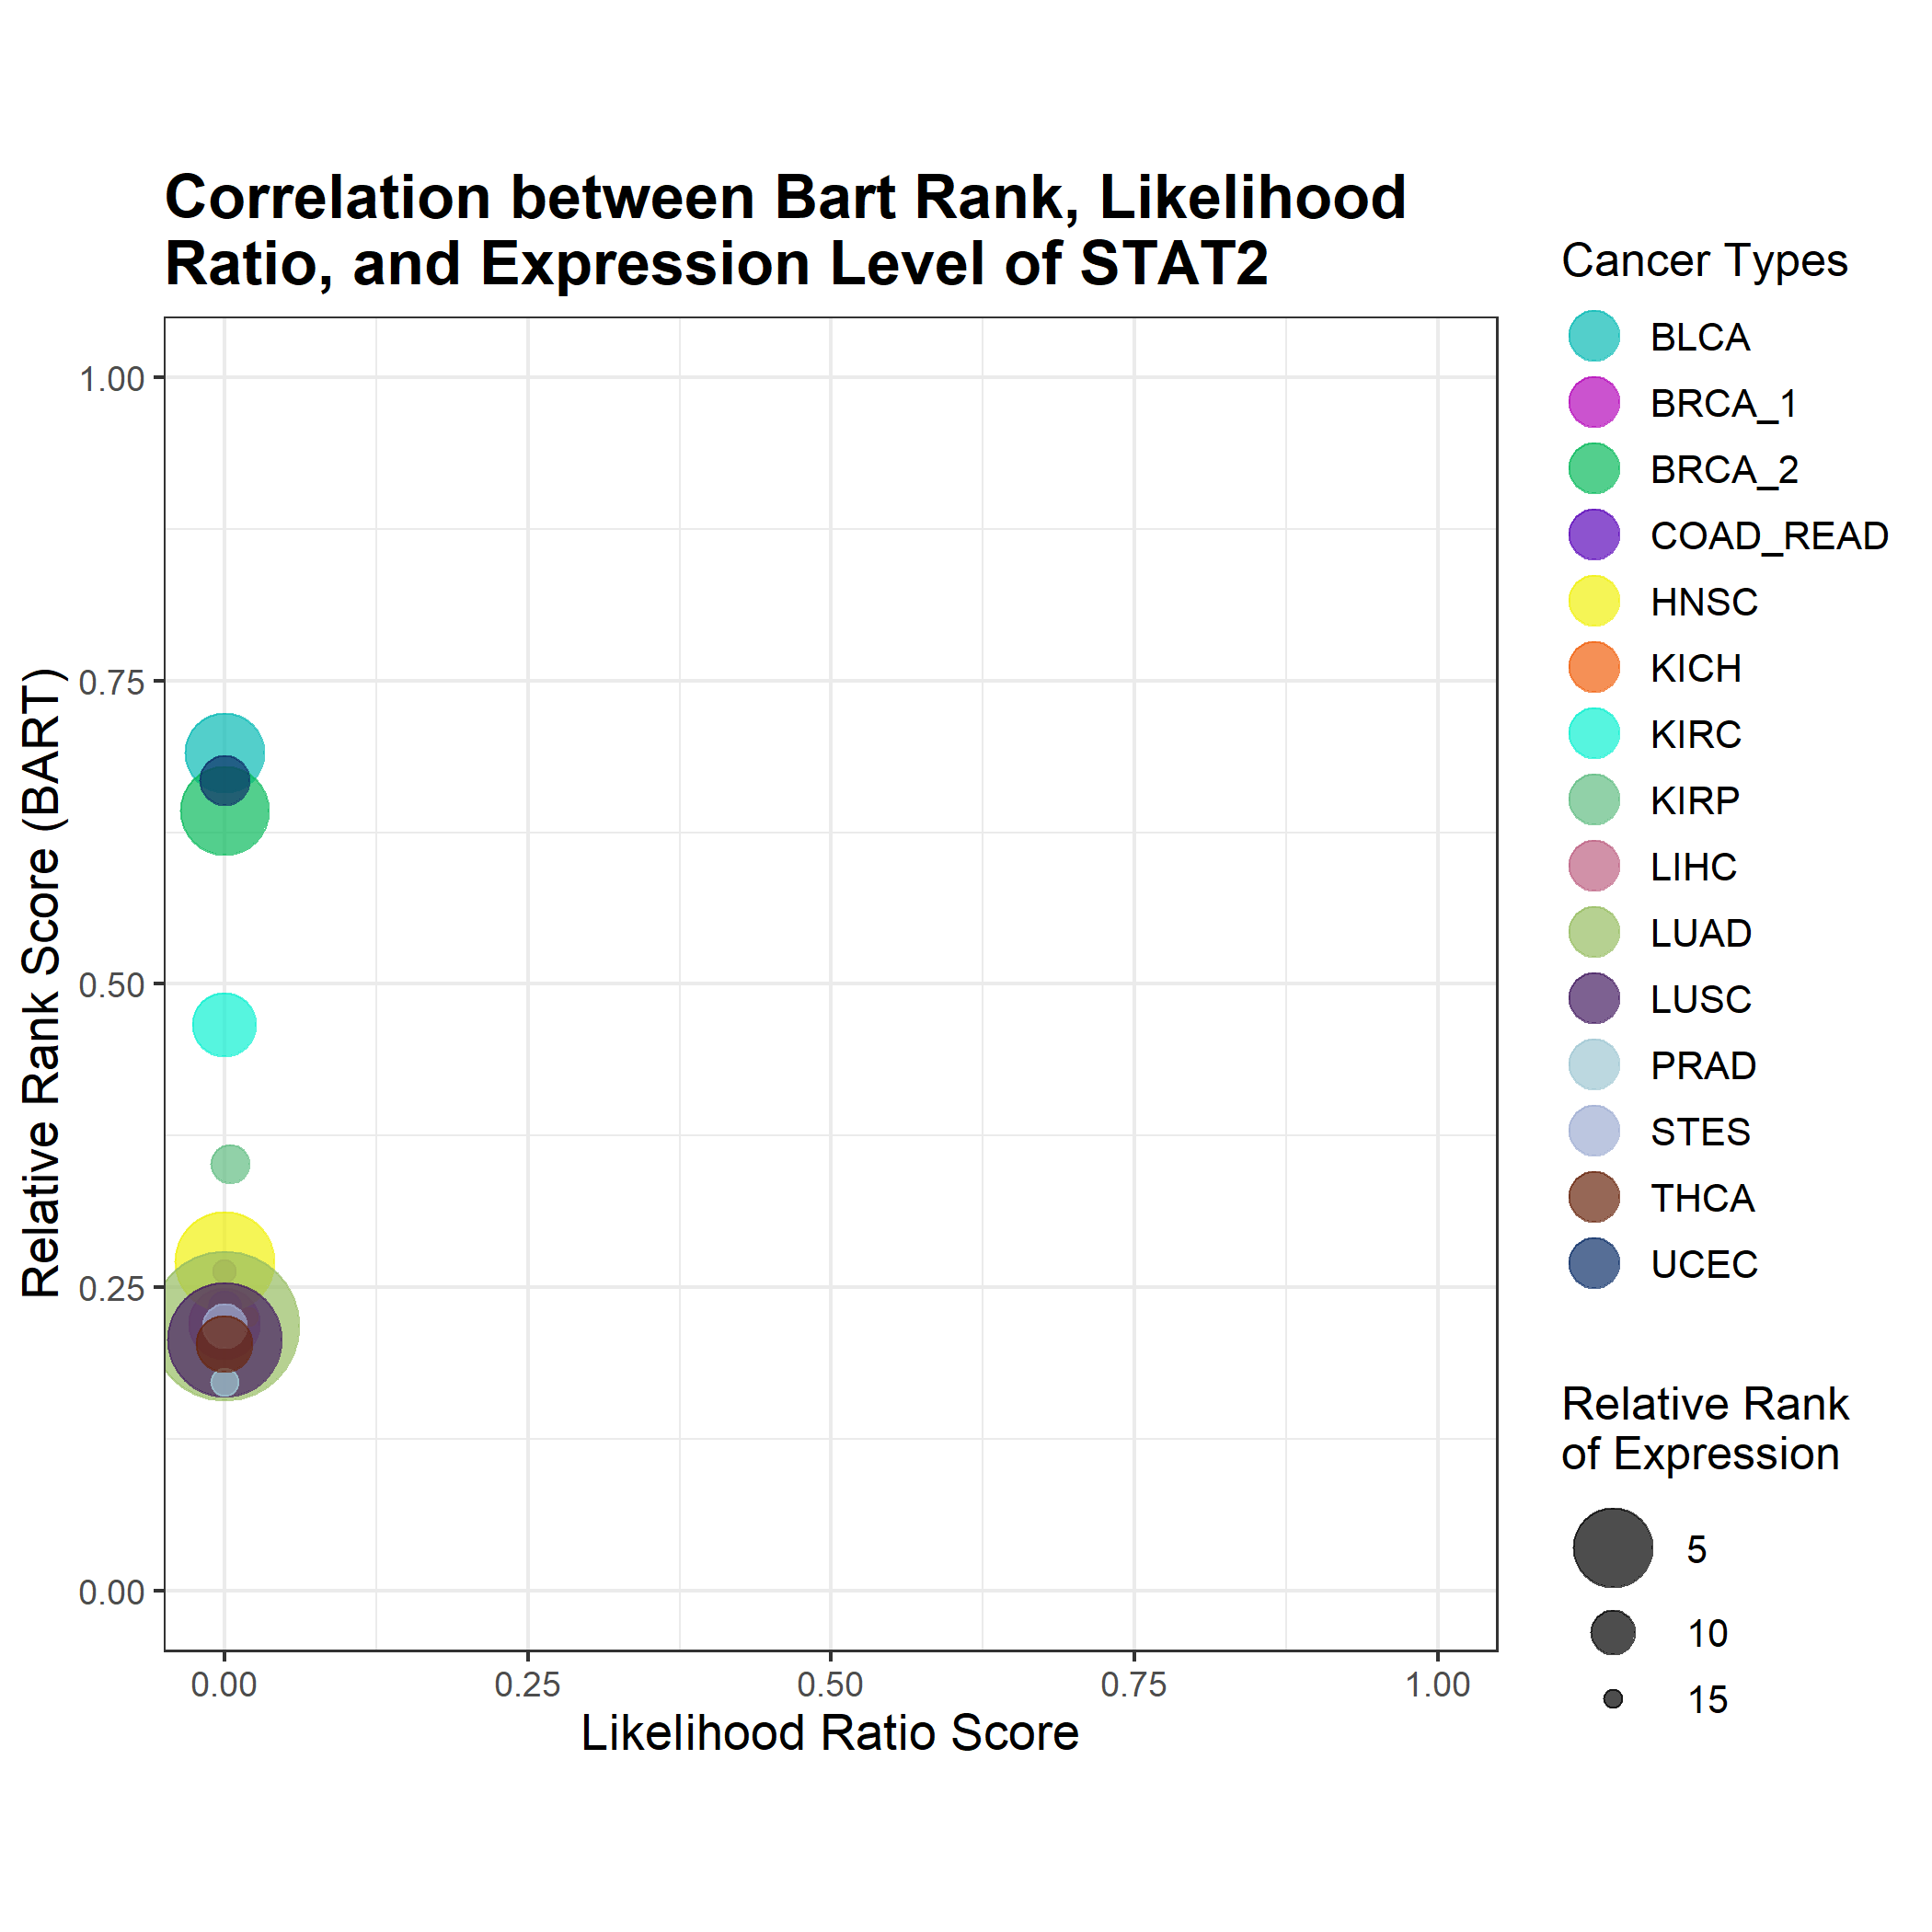 Correlation between Bart Rank, Likelihood
Ratio, and Expression Level of STAT2
Relative Rank Score (BART)
1.00
0.75
0.50
0.25
0.00
0.00 0.25 0.50 0.75 1.00
Likelihood Ratio Score
Cancer Types
BLCA
BRCA_1
BRCA_2
COAD_READ
HNSC
KICH
KIRC
KIRP
LIHC
LUAD
LUSC
PRAD
STES
THCA
UCEC
Relative Rank
of Expression
5
10
15